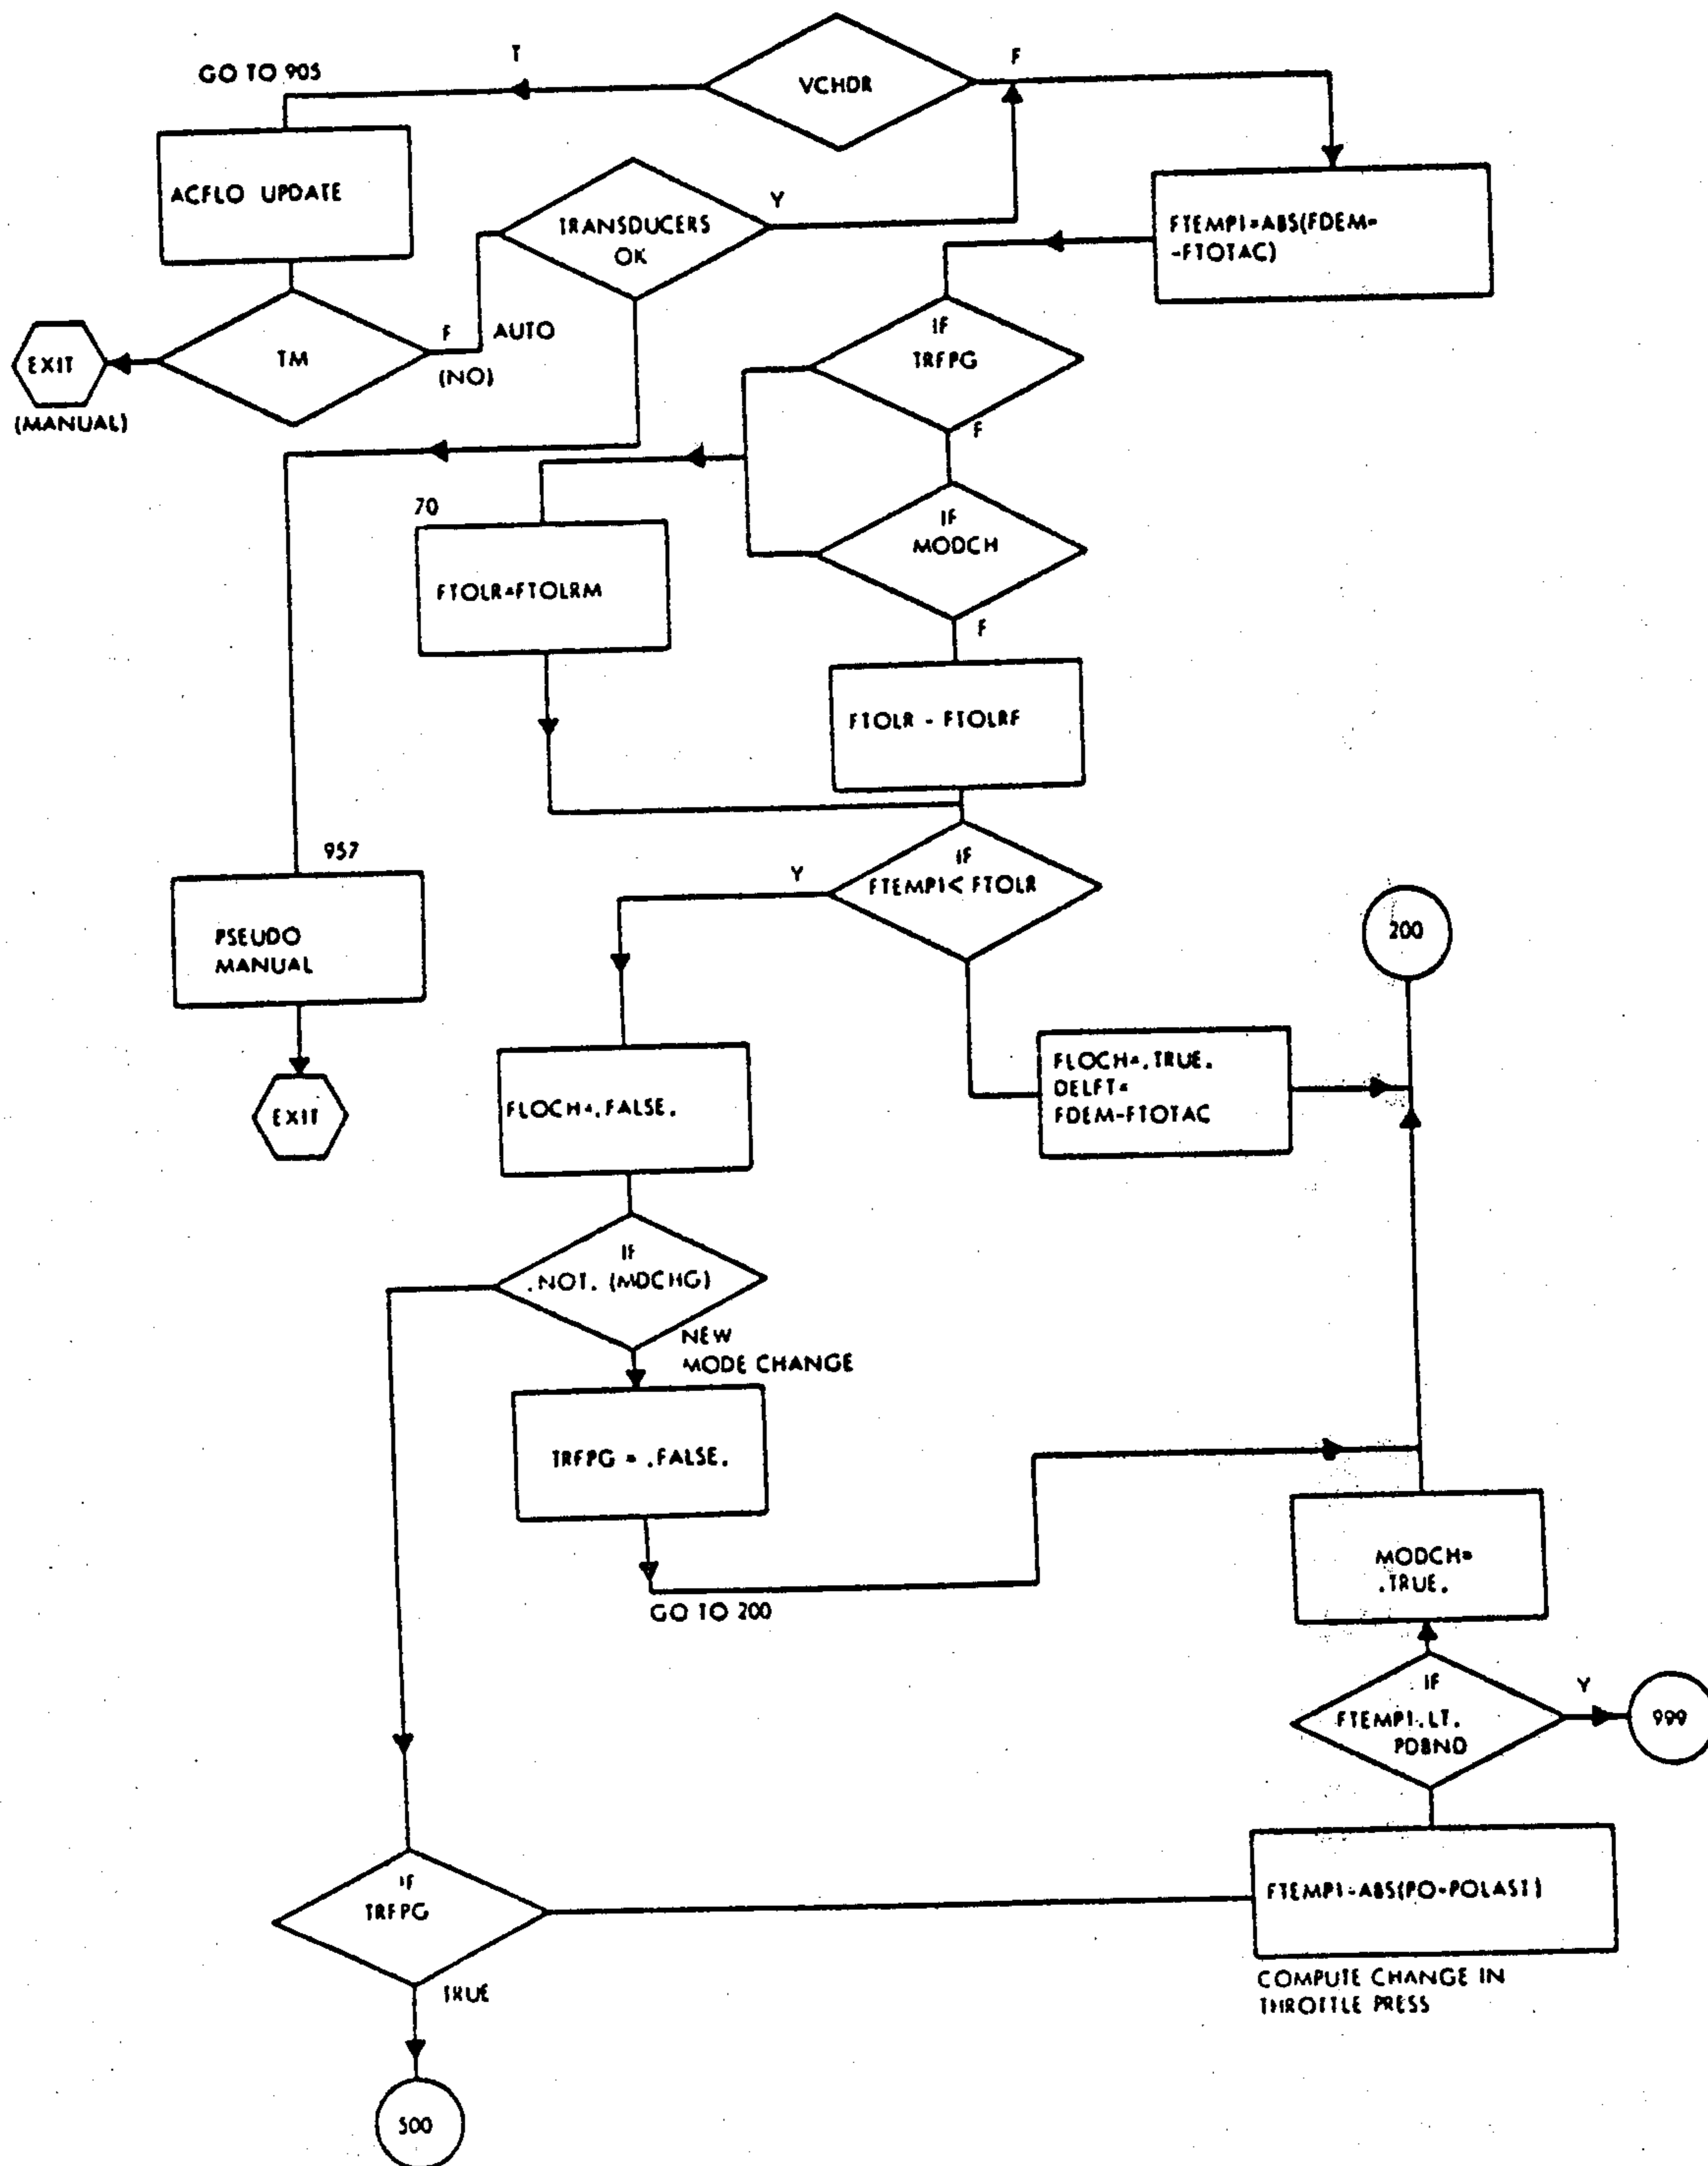 T
VCHDR
F
GO TO 905
ACFLO UPDATE
TRANSDUCERS
OK
Y
FTEMP1=ABS(FDEM-
-FTOTAC)
EXIT
(MANUAL)
TM
F
AUTO
(NO)
IF
TRFPG
F
70
FTOLR=FTOLRM
IF
MODCH
F
FTOLR - FTOLRF
957
PSEUDO
MANUAL
EXIT
Y
IF
FTEMP1< FTOLR
200
FLOCH=.FALSE.
FLOCH=.TRUE.
DELFT=
FDEM-FTOTAC
IF
.NOT. (MDCHG)
NEW
MODE CHANGE
TRFPG = .FALSE.
GO TO 200
MODCH=
.TRUE.
IF
FTEMP1.LT.
PDBND
Y
999
IF
TRFPG
TRUE
FTEMP1=ABS(PO-POLAST)
COMPUTE CHANGE IN
THROTTLE PRESS
500